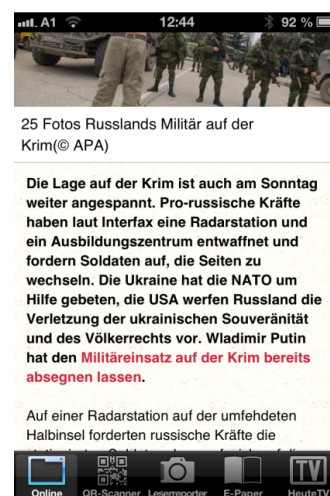 A1 12:44 92 %
25 Fotos Russlands Militär auf der
Krim(© APA)
Die Lage auf der Krim ist auch am Sonntag
weiter angespannt. Pro-russische Kräfte
haben laut Interfax eine Radarstation und
ein Ausbildungszentrum entwaffnet und
fordern Soldaten auf, die Seiten zu
wechseln. Die Ukraine hat die NATO um
Hilfe gebeten, die USA werfen Russland die
Verletzung der ukrainischen Souveränität
und des Völkerrechts vor. Wladimir Putin
hat den Militäreinsatz auf der Krim bereits
absegnen lassen.
Auf einer Radarstation auf der umfehdeten
Halbinsel forderten russische Kräfte die
Online QR-Scanner Leserreporter E-Paper HeuteTV